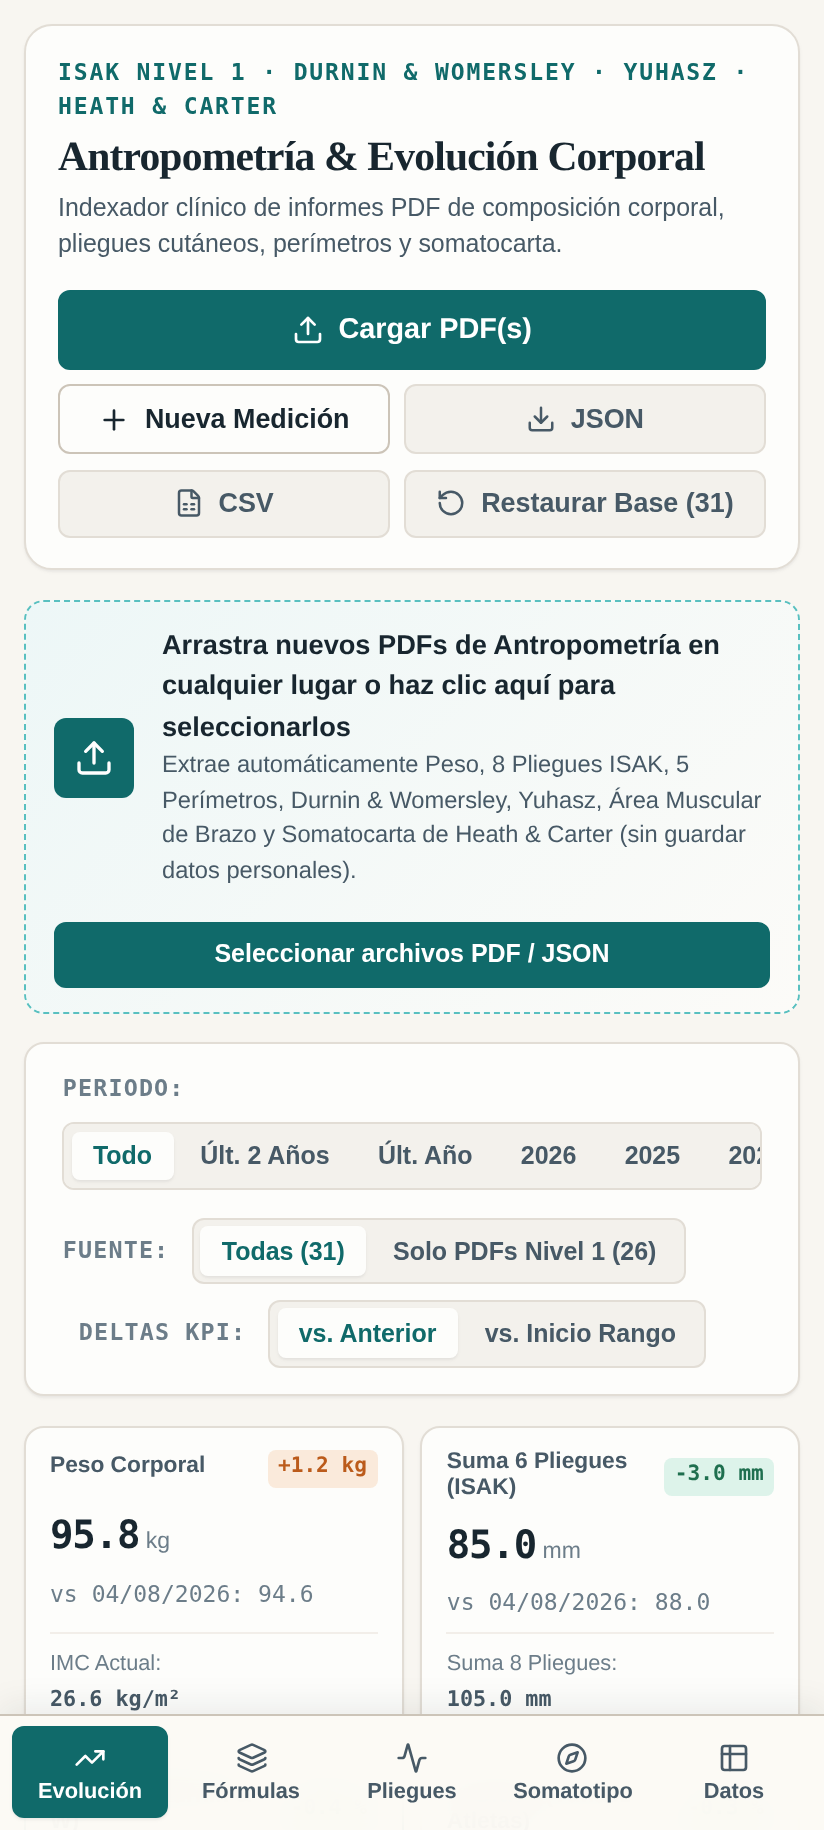 ISAK NIVEL 1 · DURNIN & WOMERSLEY · YUHASZ ·
HEATH & CARTER
Antropometría & Evolución Corporal
Indexador clínico de informes PDF de composición corporal,
pliegues cutáneos, perímetros y somatocarta.
Cargar PDF(s)
Nueva Medición
JSON
CSV
Restaurar Base (31)
Arrastra nuevos PDFs de Antropometría en
cualquier lugar o haz clic aquí para
seleccionarlos
Extrae automáticamente Peso, 8 Pliegues ISAK, 5
Perímetros, Durnin & Womersley, Yuhasz, Área Muscular
de Brazo y Somatocarta de Heath & Carter (sin guardar
datos personales).
Seleccionar archivos PDF / JSON
PERIODO:
Todo Últ. 2 Años Últ. Año 2026 2025
FUENTE: Todas (31) Solo PDFs Nivel 1 (26)
DELTAS KPI: vs. Anterior vs. Inicio Rango
Peso Corporal +1.2 kg
95.8 kg
vs 04/08/2026: 94.6
IMC Actual:
26.6 kg/m²
Suma 6 Pliegues
(ISAK)
-3.0 mm
85.0 mm
vs 04/08/2026: 88.0
Suma 8 Pliegues:
105.0 mm
Evolución Fórmulas Pliegues Somatotipo Datos